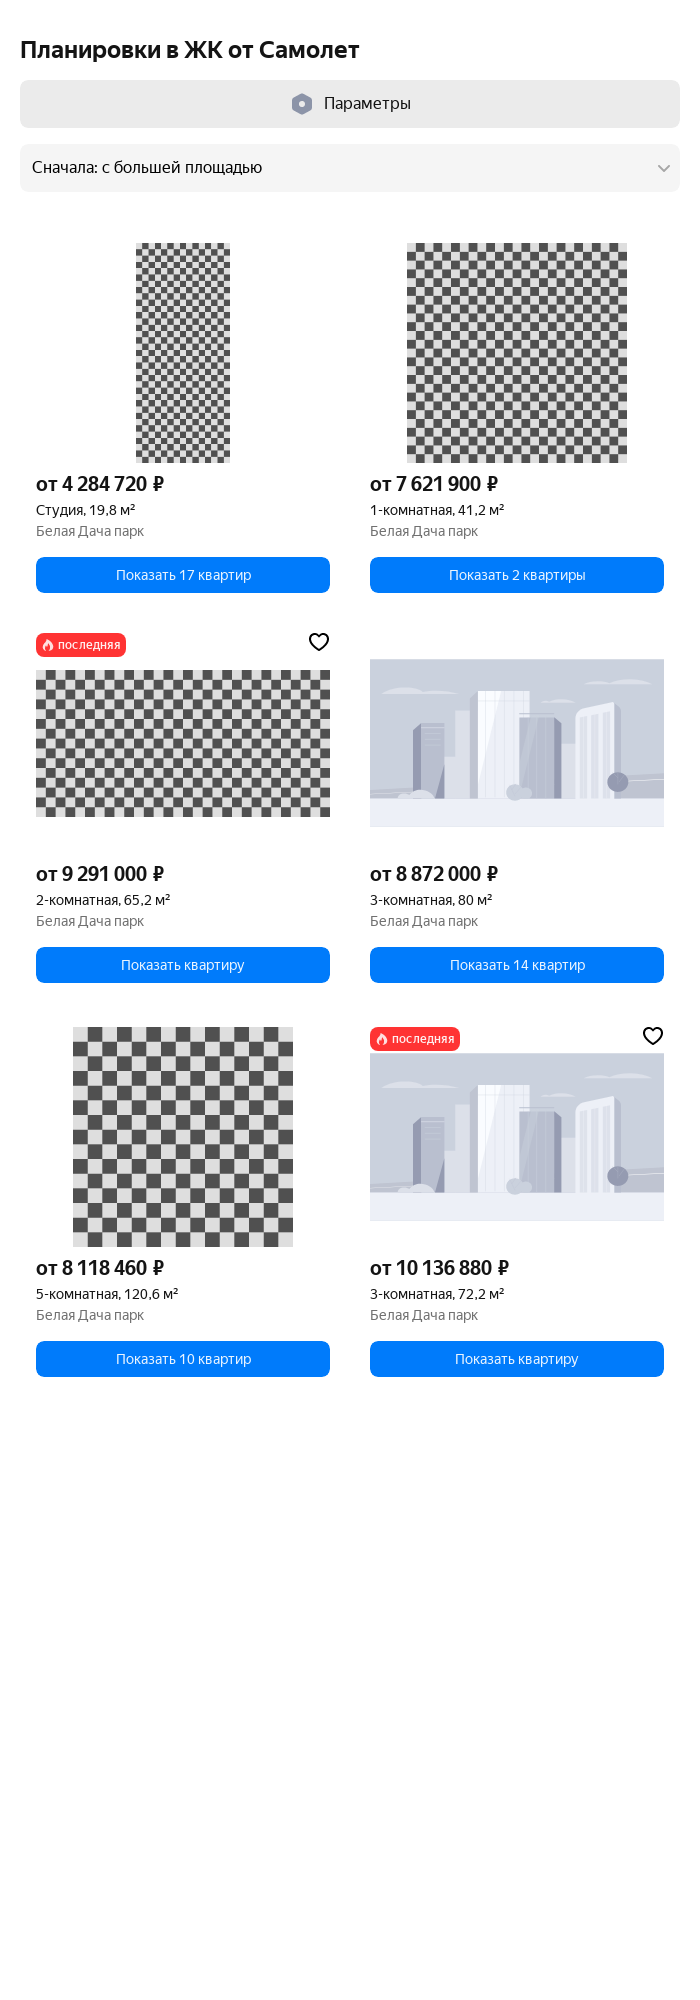 Планировки в ЖК от Самолет
Параметры
Сначала: с большей площадью
от 4 284 720 ₽
Студия, 19,8 м²
Белая Дача парк
Показать 17 квартир
от 7 621 900 ₽
1-комнатная, 41,2 м²
Белая Дача парк
Показать 2 квартиры
последняя
от 9 291 000 ₽
2-комнатная, 65,2 м²
Белая Дача парк
Показать квартиру
от 8 872 000 ₽
3-комнатная, 80 м²
Белая Дача парк
Показать 14 квартир
от 8 118 460 ₽
5-комнатная, 120,6 м²
Белая Дача парк
Показать 10 квартир
последняя
от 10 136 880 ₽
3-комнатная, 72,2 м²
Белая Дача парк
Показать квартиру